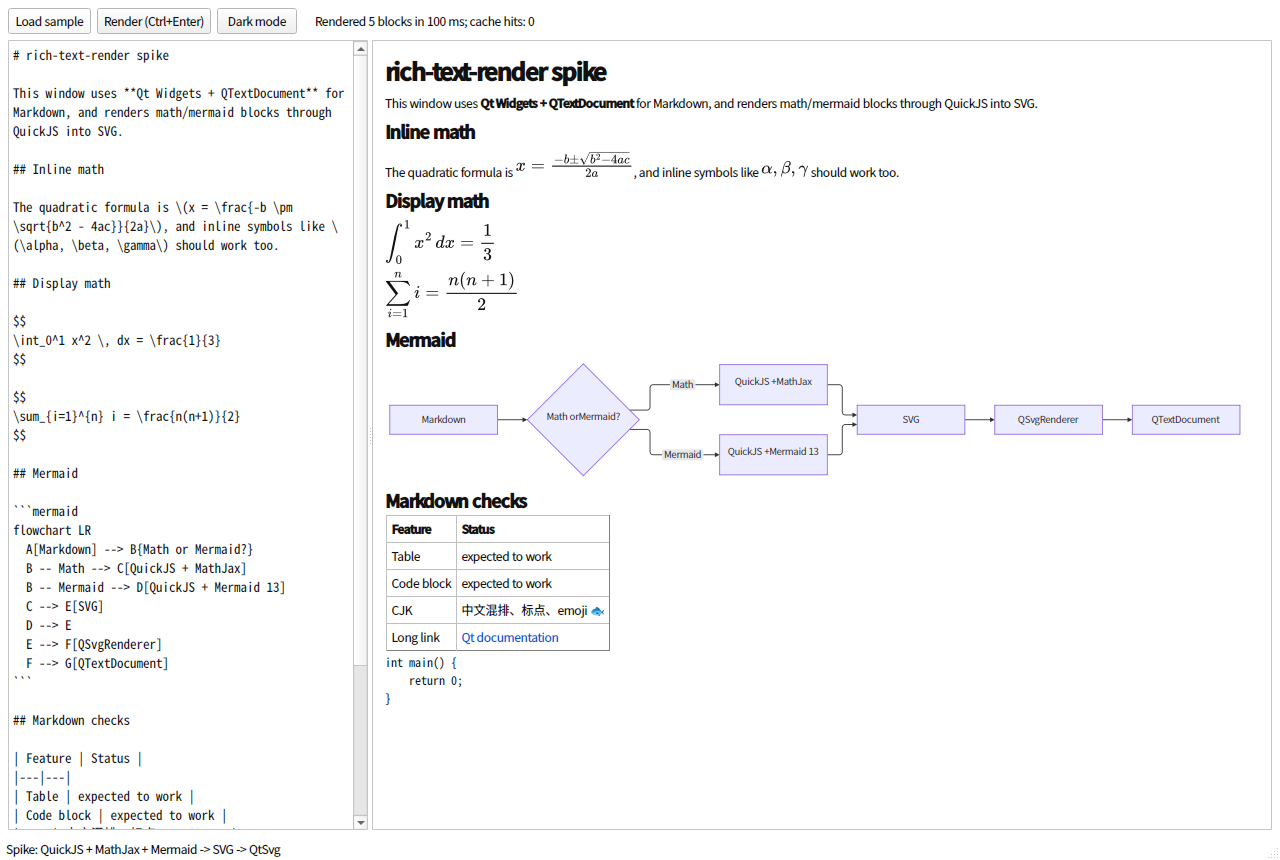 Load sample Render (Ctrl+Enter) Dark mode Rendered 5 blocks in 100 ms; cache hits: 0
# rich-text-render spike
This window uses **Qt Widgets + QTextDocument** for
Markdown, and renders math/mermaid blocks through
QuickJS into SVG.
## Inline math
The quadratic formula is \(x = \frac{-b \pm
\sqrt{b^2 - 4ac}}{2a}\), and inline symbols like \
(\alpha, \beta, \gamma\) should work too.
## Display math
$$
\int_0^1 x^2 \, dx = \frac{1}{3}
$$
$$
\sum_{i=1}^{n} i = \frac{n(n+1)}{2}
$$
## Mermaid
```mermaid
flowchart LR
  A[Markdown] --> B{Math or Mermaid?}
  B -- Math --> C[QuickJS + MathJax]
  B -- Mermaid --> D[QuickJS + Mermaid 13]
  C --> E[SVG]
  D --> E
  E --> F[QSvgRenderer]
  F --> G[QTextDocument]
```
## Markdown checks
| Feature | Status |
|---|---|
| Table | expected to work |
| Code block | expected to work |
rich-text-render spike
This window uses Qt Widgets + QTextDocument for Markdown, and renders math/mermaid blocks through QuickJS into SVG.
Inline math
The quadratic formula is x = −b±√b²−4ac / 2a , and inline symbols like α, β, γ should work too.
Display math
∫₀¹ x² dx = 1/3
∑ᵢ₌₁ⁿ i = n(n + 1)/2
Mermaid
Markdown
Math orMermaid?
Math
Mermaid
QuickJS +MathJax
QuickJS +Mermaid 13
SVG
QSvgRenderer
QTextDocument
Markdown checks
Feature Status
Table expected to work
Code block expected to work
CJK 中文混排、标点、emoji 🐟
Long link Qt documentation
int main() {
    return 0;
}
Spike: QuickJS + MathJax + Mermaid -> SVG -> QtSvg